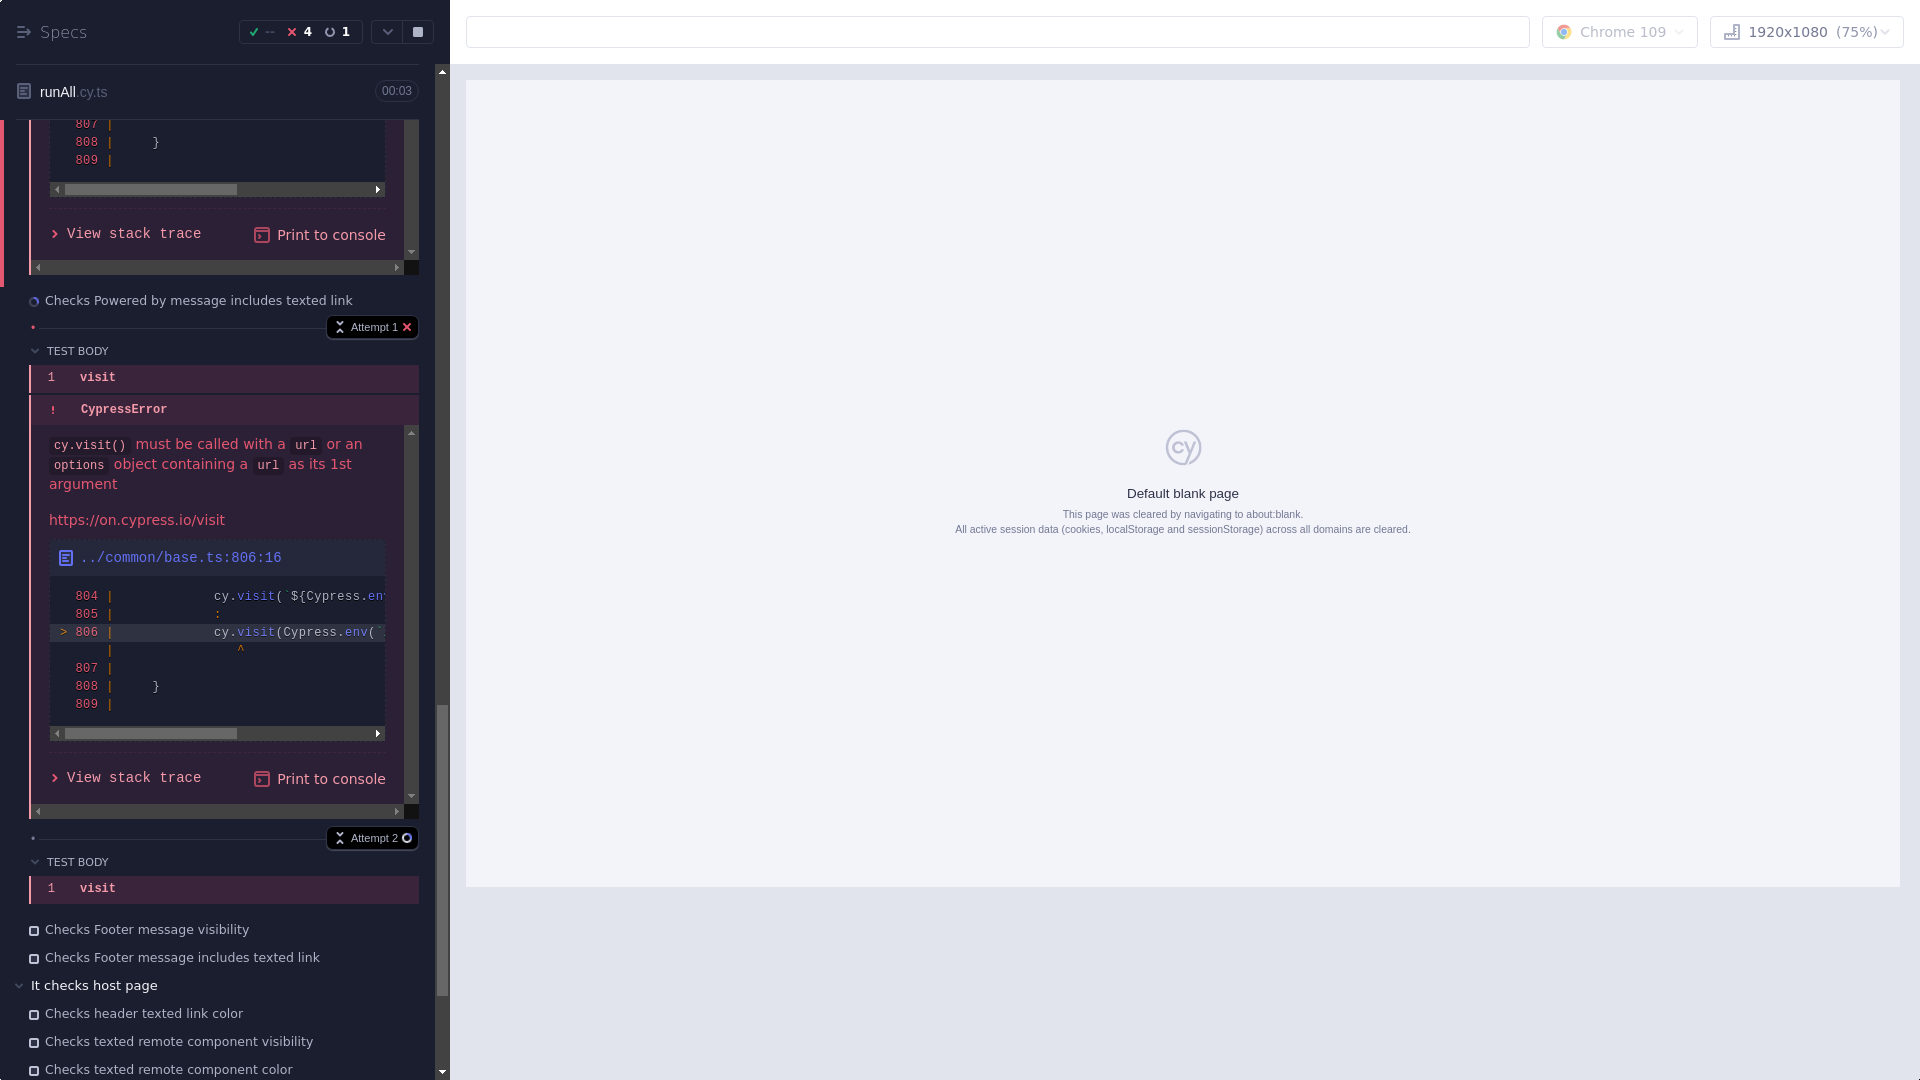 Specs
-- 4 1
Chrome 109
1920x1080 (75%)
runAll.cy.ts
00:03
807 |
808 | }
809 |
View stack trace
Print to console
Checks Powered by message includes texted link
Attempt 1
TEST BODY
1 visit
! CypressError
cy.visit() must be called with a url or an
options object containing a url as its 1st
argument
https://on.cypress.io/visit
../common/base.ts:806:16
804 | cy.visit(`${Cypress.env
805 | :
> 806 | cy.visit(Cypress.env(`
| ^
807 |
808 | }
809 |
View stack trace
Print to console
Attempt 2
TEST BODY
1 visit
Checks Footer message visibility
Checks Footer message includes texted link
It checks host page
Checks header texted link color
Checks texted remote component visibility
Checks texted remote component color
cy
Default blank page
This page was cleared by navigating to about:blank.
All active session data (cookies, localStorage and sessionStorage) across all domains are cleared.